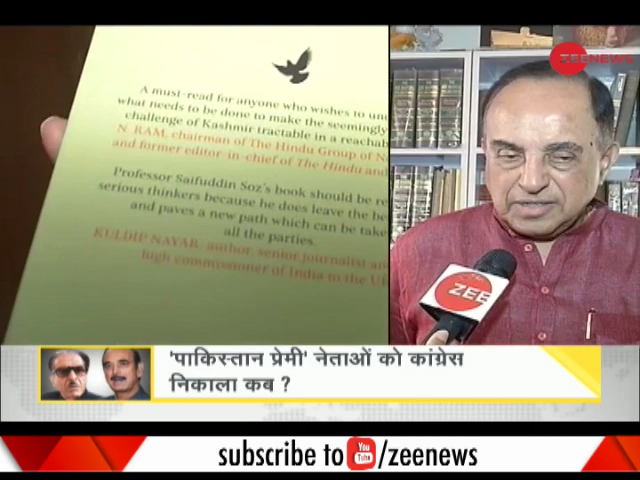 ZEE NEWS
A must-read for anyone who wishes to un
what needs to be done to make the seemingly
challenge of Kashmir tractable in a reachab
N. RAM, chairman of The Hindu Group of Ne
and former editor-in-chief of The Hindu and
Professor Saifuddin Soz's book should be re
serious thinkers because he does leave the be
and paves a new path which can be take
all the parties.
KULDIP NAYAR, author, senior journalist an
high commissioner of India to the U
ZEE
'पाकिस्तान प्रेमी' नेताओं को कांग्रेस
निकाला कब ?
subscribe to You Tube /zeenews